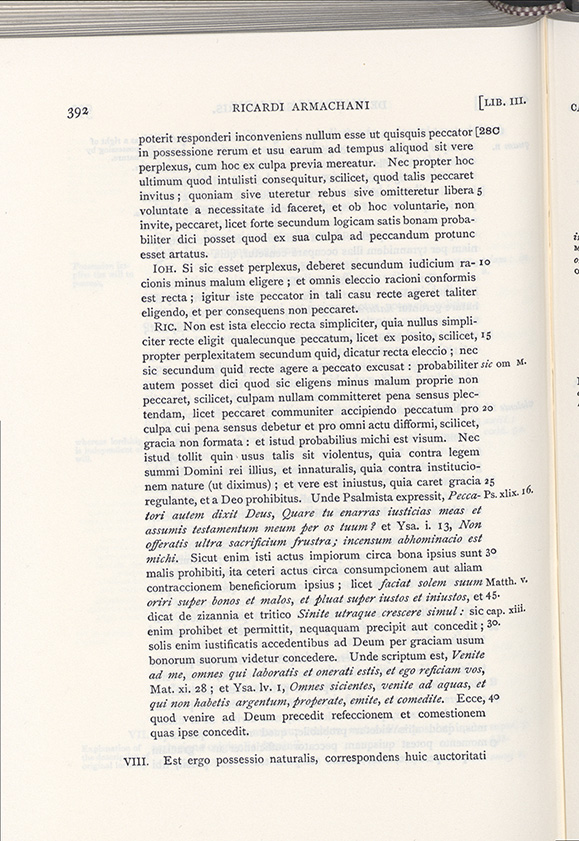 392 RICARDI ARMACHANI [LIB. III.
poterit responderi inconveniens nullum esse ut quisquis peccator [28c
in possessione rerum et usu earum ad tempus aliquod sit vere
perplexus, cum hoc ex culpa previa mereatur. Nec propter hoc
ultimum quod intulisti consequitur, scilicet, quod talis peccaret
invitus ; quoniam sive uteretur rebus sive omitteretur libera 5
voluntate a necessitate id faceret, et ob hoc voluntarie, non
invite, peccaret, licet forte secundum logicam satis bonam proba-
biliter dici posset quod ex sua culpa ad peccandum protunc
esset artatus.
IOH. Si sic esset perplexus, deberet secundum iudicium ra- 10
cionis minus malum eligere ; et omnis eleccio racioni conformis
est recta ; igitur iste peccator in tali casu recte ageret taliter
eligendo, et per consequens non peccaret.
RIC. Non est ista eleccio recta simpliciter, quia nullus simpli-
citer recte eligit qualecunque peccatum, licet ex posito, scilicet, 15
propter perplexitatem secundum quid, dicatur recta eleccio ; nec
sic secundum quid recte agere a peccato excusat : probabiliter sic om M.
autem posset dici quod sic eligens minus malum proprie non
peccaret, scilicet, culpam nullam committeret pena sensus plec-
tendam, licet peccaret communiter accipiendo peccatum pro 20
culpa cui pena sensus debetur et pro omni actu difformi, scilicet,
gracia non formata : et istud probabilius michi est visum. Nec
istud tollit quin usus talis sit violentus, quia contra legem
summi Domini rei illius, et innaturalis, quia contra institucio-
nem nature (ut diximus) ; et vere est iniustus, quia caret gracia 25
regulante, et a Deo prohibitus. Unde Psalmista expressit, Pecca- Ps. xlix. 16.
tori autem dixit Deus, Quare tu enarras iusticias meas et
assumis testamentum meum per os tuum? et Ysa. i. 13, Non
offeratis ultra sacrificium frustra ; incensum abhominacio est
michi. Sicut enim isti actus impiorum circa bona ipsius sunt 30
malis prohibiti, ita ceteri actus circa consumpcionem aut aliam
contraccionem beneficiorum ipsius ; licet faciat solem suum Matth. v.
oriri super bonos et malos, et pluat super iustos et iniustos, et 45.
dicat de zizannia et tritico Sinite utraque crescere simul : sic cap. xiii.
enim prohibet et permittit, nequaquam precipit aut concedit ; 30.
solis enim iustificatis accedentibus ad Deum per graciam usum
bonorum suorum videtur concedere. Unde scriptum est, Venite
ad me, omnes qui laboratis et onerati estis, et ego reficiam vos,
Mat. xi. 28 ; et Ysa. lv. 1, Omnes sicientes, venite ad aquas, et
qui non habetis argentum, properate, emite, et comedite. Ecce, 40
quod venire ad Deum precedit refeccionem et comestionem
quas ipse concedit.
VIII. Est ergo possessio naturalis, correspondens huic auctoritati